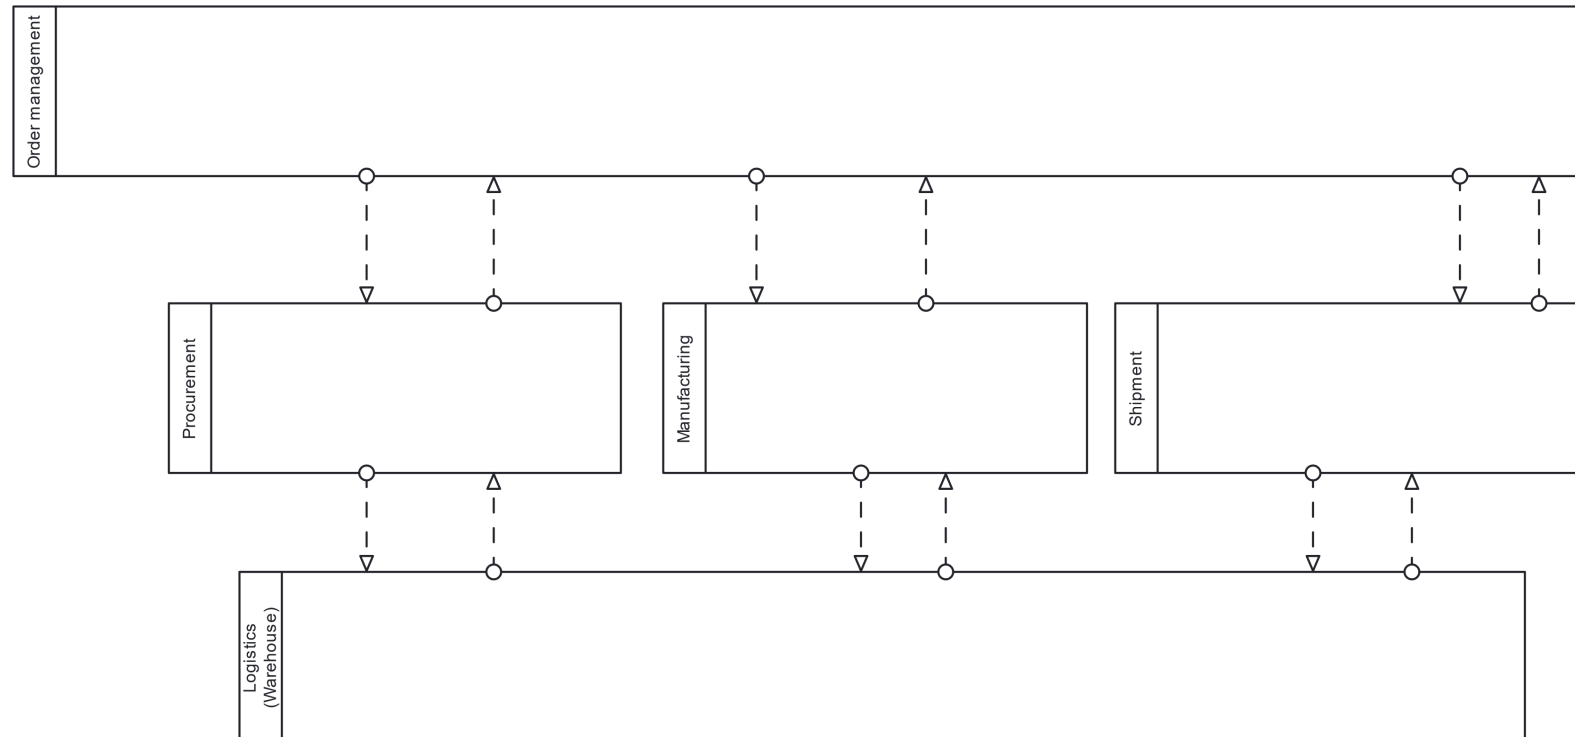 Order management
Procurement
Manufacturing
Shipment
Logistics
(Warehouse)